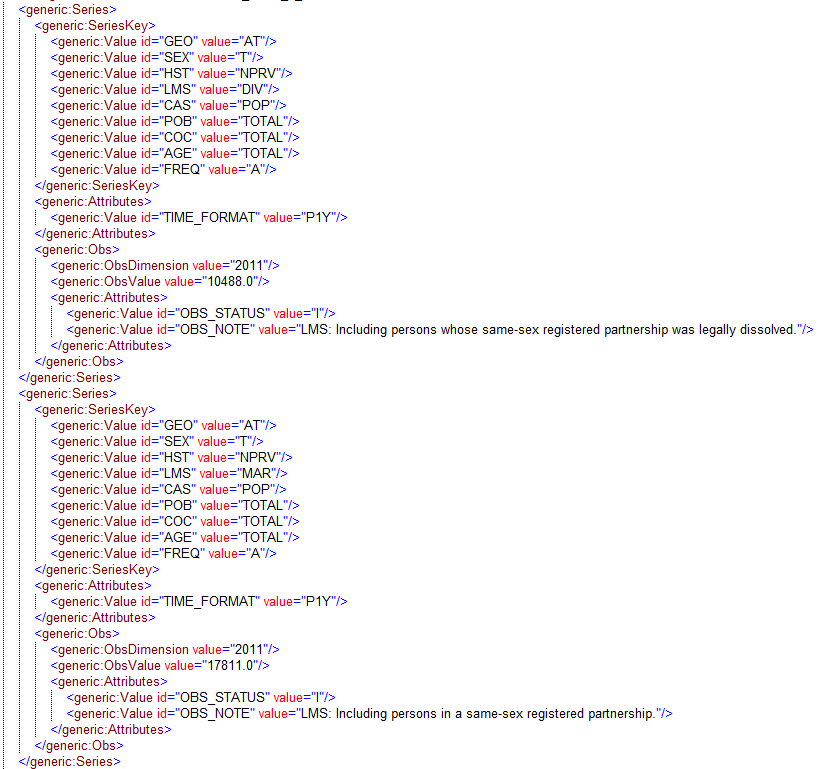 <generic:Series>
<generic:SeriesKey>
<generic:Value id="GEO" value="AT"/>
<generic:Value id="SEX" value="T"/>
<generic:Value id="HST" value="NPRV"/>
<generic:Value id="LMS" value="DIV"/>
<generic:Value id="CAS" value="POP"/>
<generic:Value id="POB" value="TOTAL"/>
<generic:Value id="COC" value="TOTAL"/>
<generic:Value id="AGE" value="TOTAL"/>
<generic:Value id="FREQ" value="A"/>
</generic:SeriesKey>
<generic:Attributes>
<generic:Value id="TIME_FORMAT" value="P1Y"/>
</generic:Attributes>
<generic:Obs>
<generic:ObsDimension value="2011"/>
<generic:ObsValue value="10488.0"/>
<generic:Attributes>
<generic:Value id="OBS_STATUS" value="I"/>
<generic:Value id="OBS_NOTE" value="LMS: Including persons whose same-sex registered partnership was legally dissolved."/>
</generic:Attributes>
</generic:Obs>
</generic:Series>
<generic:Series>
<generic:SeriesKey>
<generic:Value id="GEO" value="AT"/>
<generic:Value id="SEX" value="T"/>
<generic:Value id="HST" value="NPRV"/>
<generic:Value id="LMS" value="MAR"/>
<generic:Value id="CAS" value="POP"/>
<generic:Value id="POB" value="TOTAL"/>
<generic:Value id="COC" value="TOTAL"/>
<generic:Value id="AGE" value="TOTAL"/>
<generic:Value id="FREQ" value="A"/>
</generic:SeriesKey>
<generic:Attributes>
<generic:Value id="TIME_FORMAT" value="P1Y"/>
</generic:Attributes>
<generic:Obs>
<generic:ObsDimension value="2011"/>
<generic:ObsValue value="17811.0"/>
<generic:Attributes>
<generic:Value id="OBS_STATUS" value="I"/>
<generic:Value id="OBS_NOTE" value="LMS: Including persons in a same-sex registered partnership."/>
</generic:Attributes>
</generic:Obs>
</generic:Series>